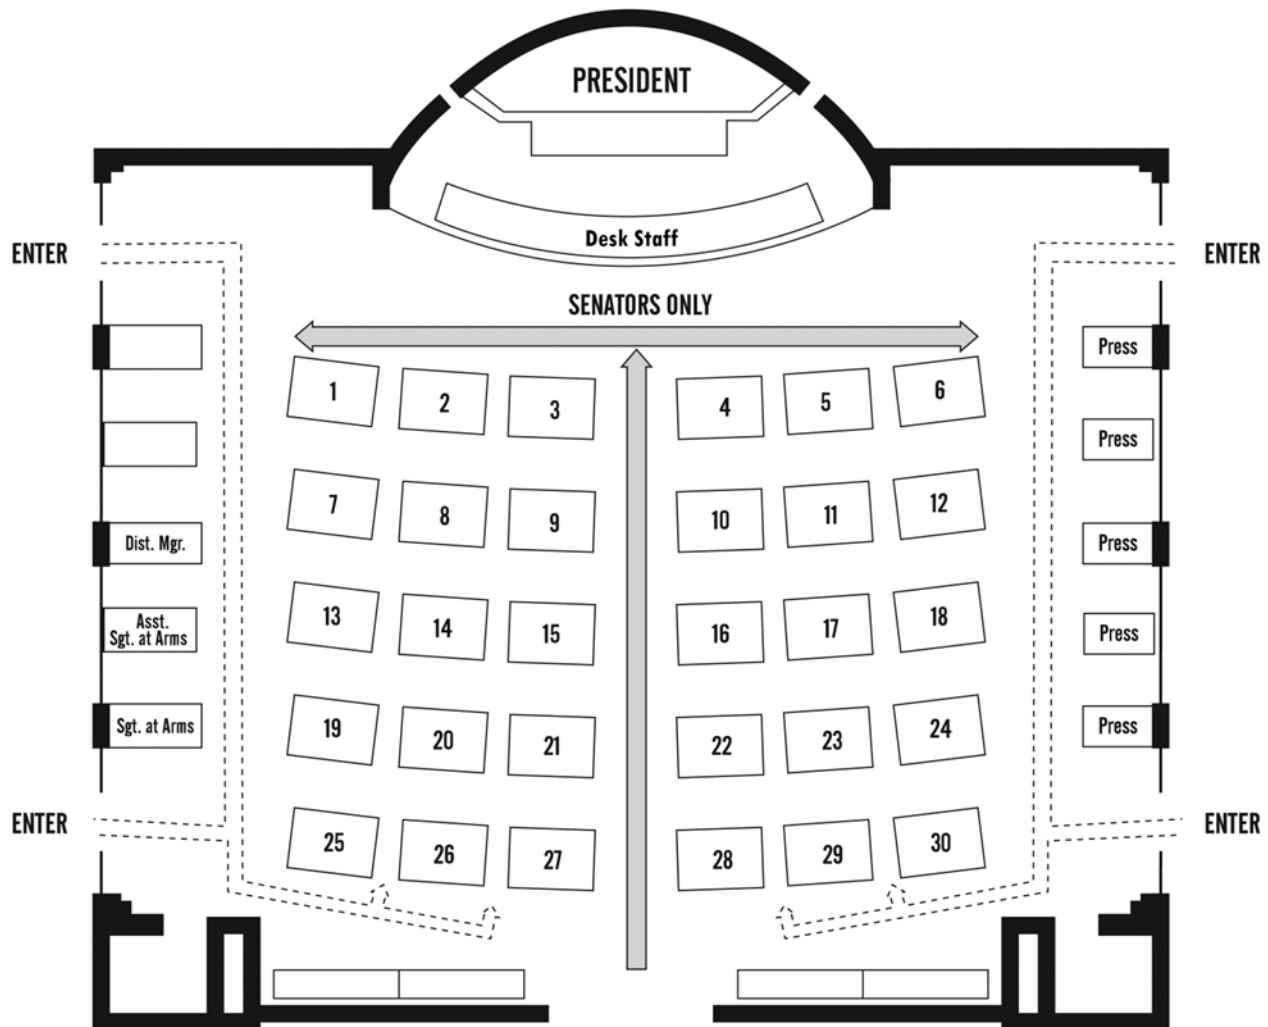 PRESIDENT
Desk Staff
ENTER
ENTER
SENATORS ONLY
Press
1
2
3
4
5
6
Press
7
8
9
10
11
12
Dist. Mgr.
Press
13
14
15
16
17
18
Asst.
Sgt. at Arms
Press
19
20
21
22
23
24
Sgt. at Arms
Press
ENTER
25
26
27
28
29
30
ENTER